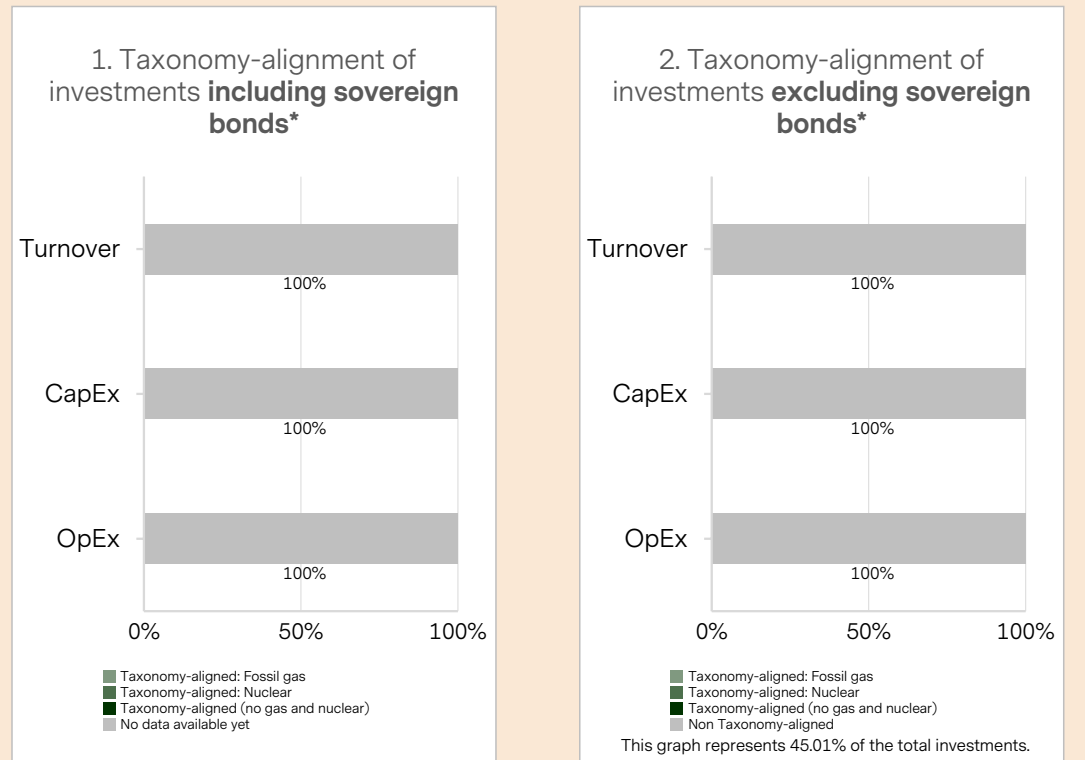 1. Taxonomy-alignment of
investments including sovereign
bonds*
Turnover
100%
CapEx
100%
OpEx
100%
0% 50% 100%
Taxonomy-aligned: Fossil gas
Taxonomy-aligned: Nuclear
Taxonomy-aligned (no gas and nuclear)
No data available yet
2. Taxonomy-alignment of
investments excluding sovereign
bonds*
Turnover
100%
CapEx
100%
OpEx
100%
0% 50% 100%
Taxonomy-aligned: Fossil gas
Taxonomy-aligned: Nuclear
Taxonomy-aligned (no gas and nuclear)
Non Taxonomy-aligned
This graph represents 45.01% of the total investments.